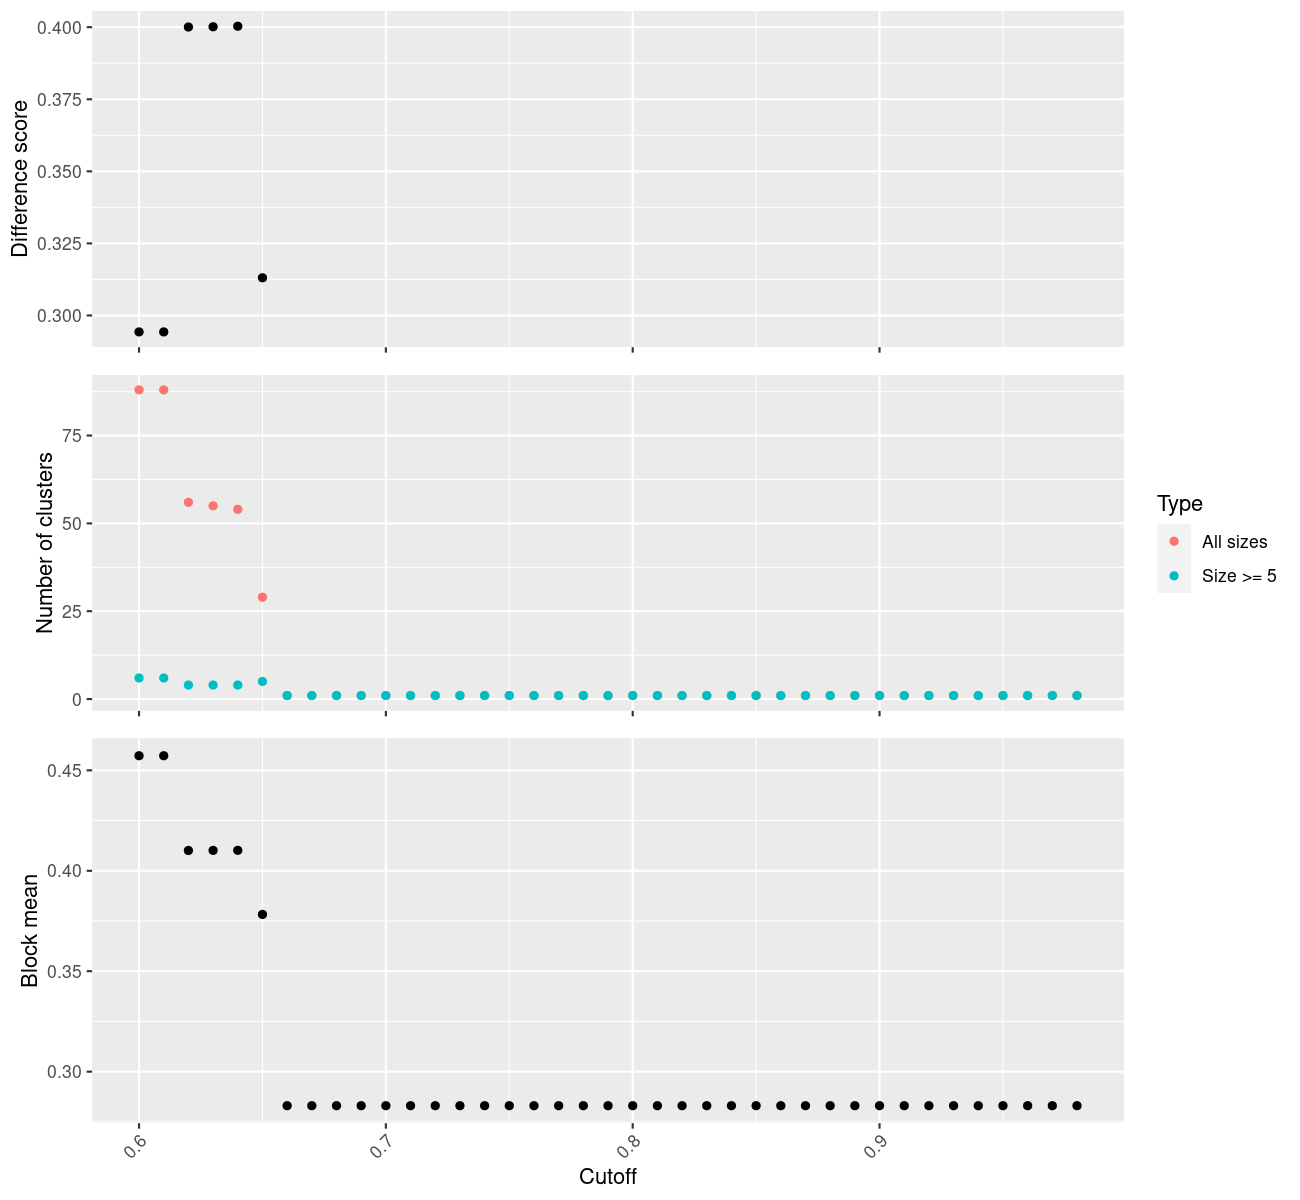 Difference score
0.400
0.375
0.350
0.325
0.300
Number of clusters
75
50
25
0
Type
All sizes
Size >= 5
Block mean
0.45
0.40
0.35
0.30
0.6
0.7
0.8
0.9
Cutoff